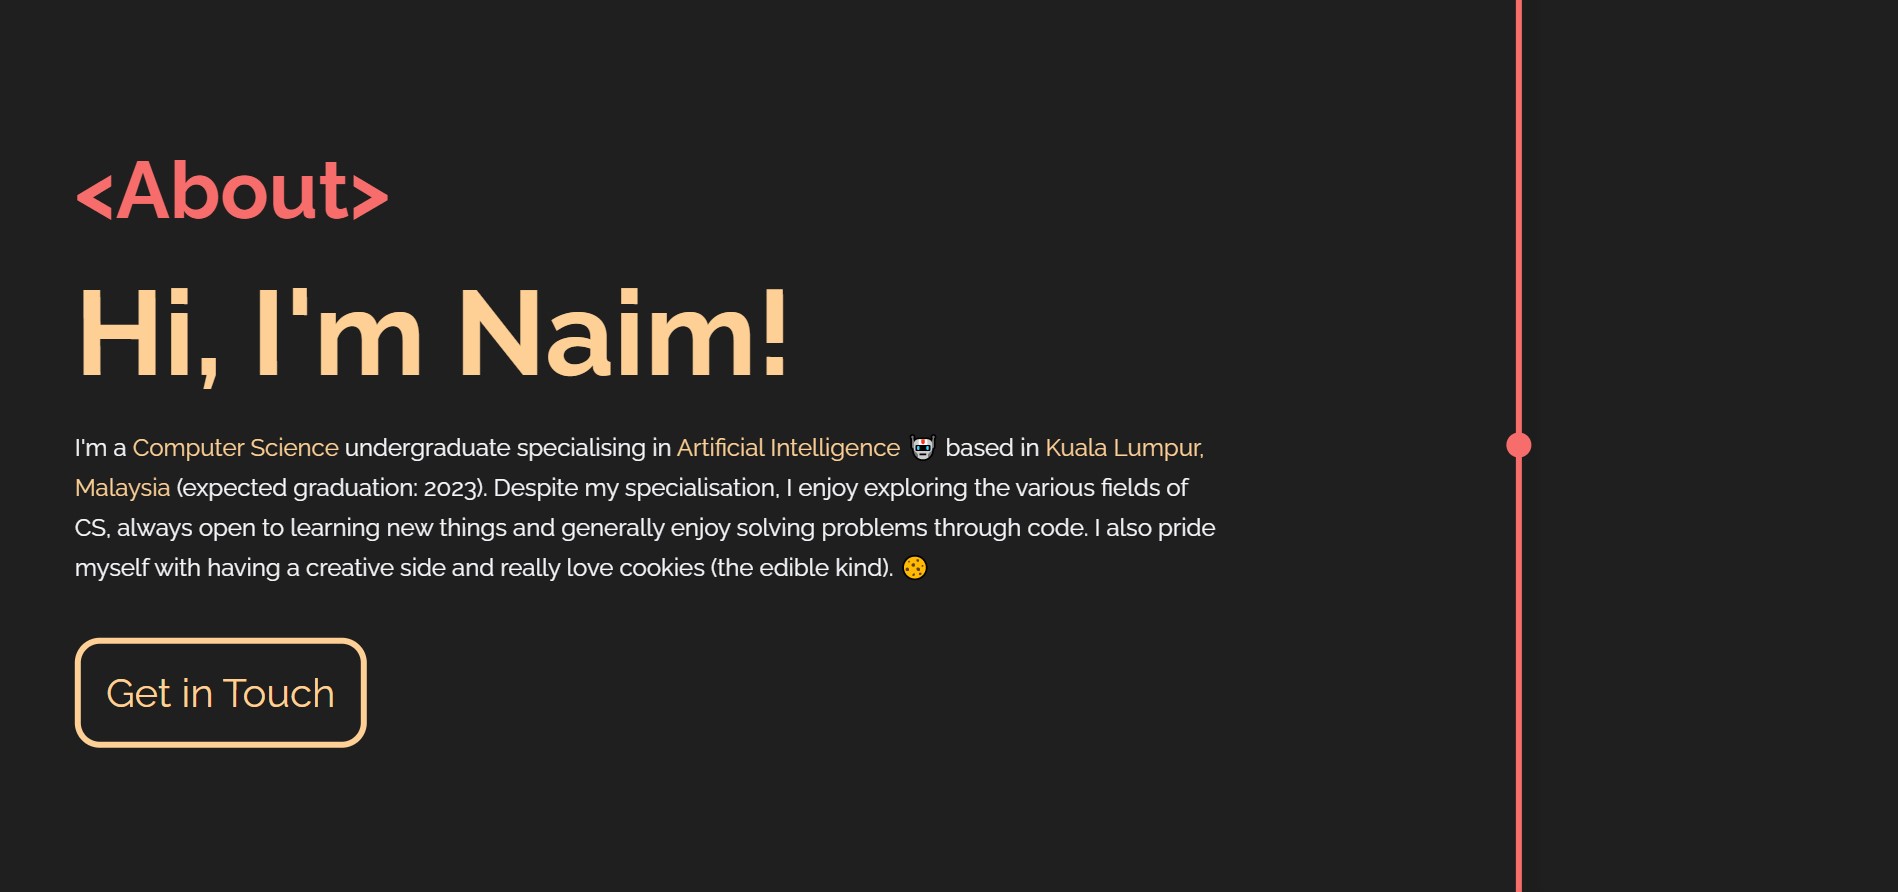 <About>
Hi, I'm Naim!
I'm a Computer Science undergraduate specialising in Artificial Intelligence 🤖 based in Kuala Lumpur,
Malaysia (expected graduation: 2023). Despite my specialisation, I enjoy exploring the various fields of
CS, always open to learning new things and generally enjoy solving problems through code. I also pride
myself with having a creative side and really love cookies (the edible kind). 🍪
Get in Touch